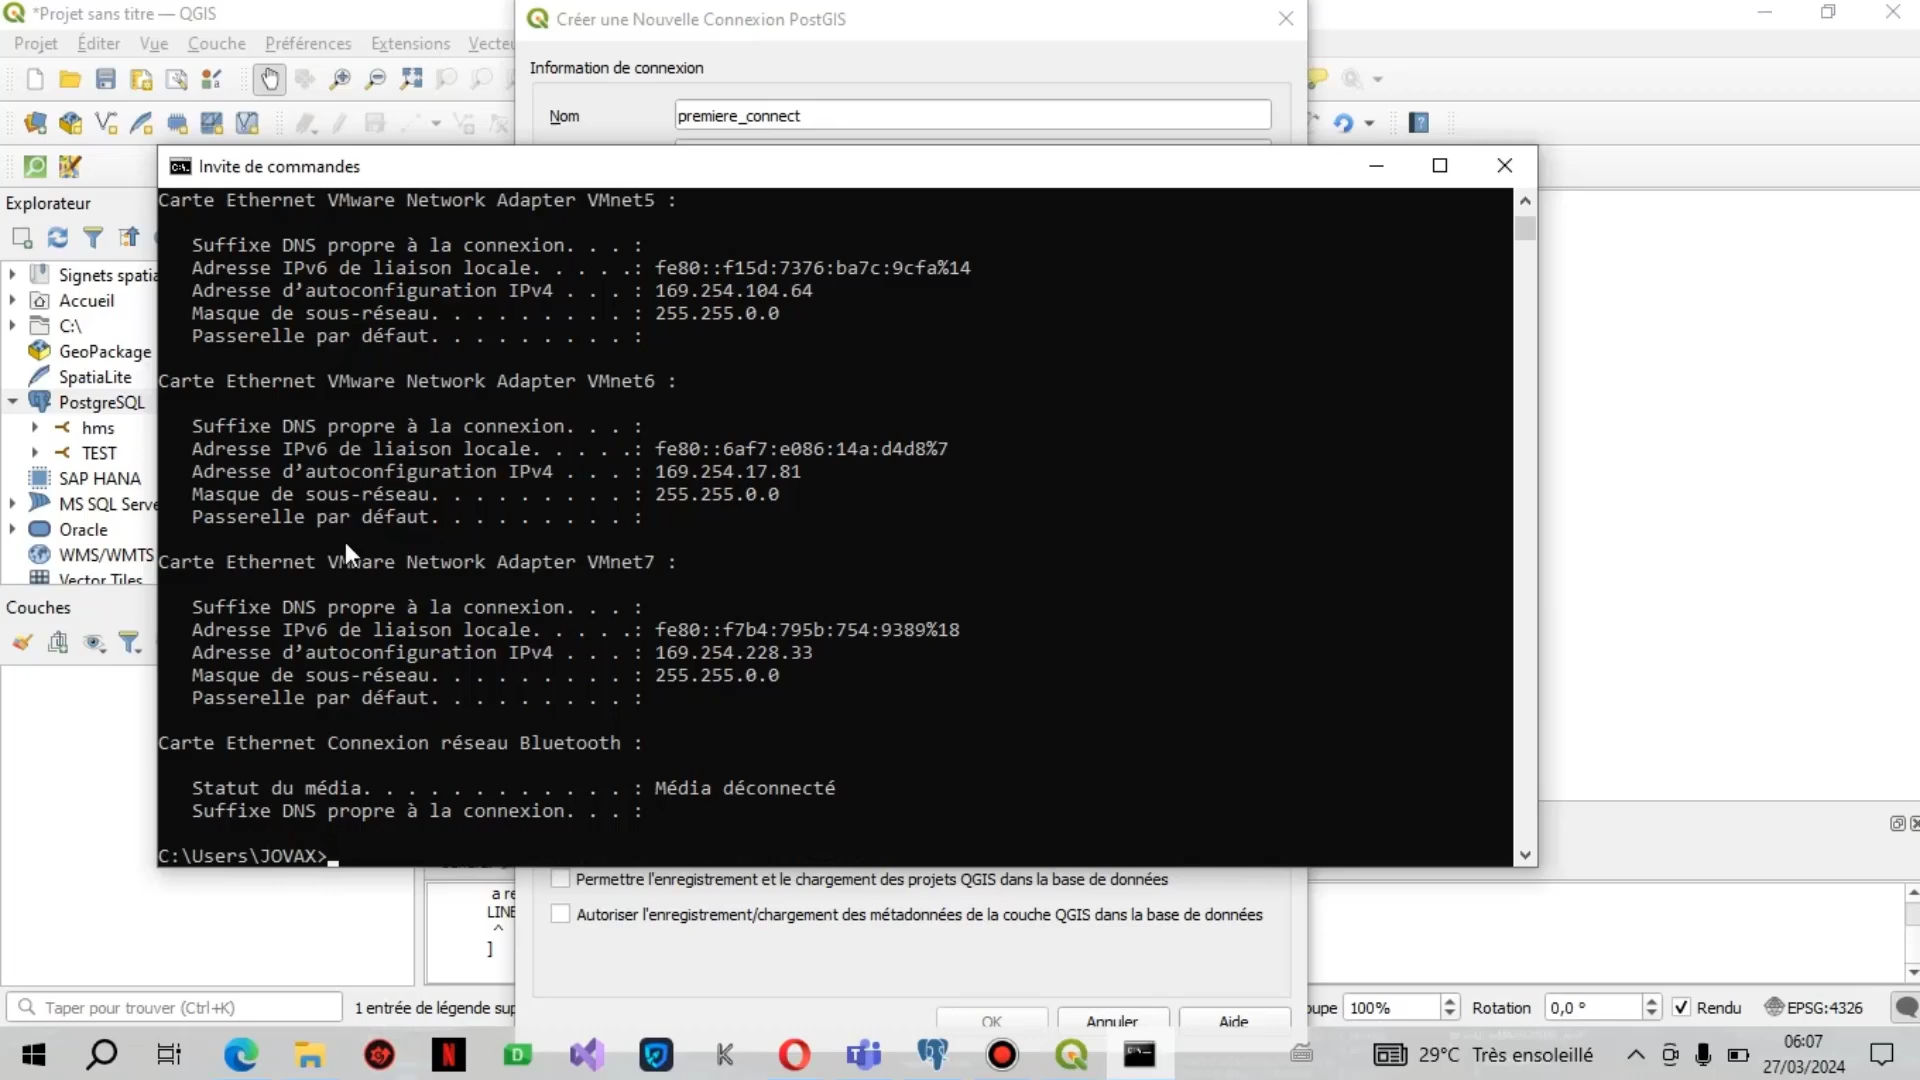 *Projet sans titre — QGIS
Créer une Nouvelle Connexion PostGIS
Projet Éditer Vue Couche Préférences Extensions Vecteu
Information de connexion
Nom premiere_connect
Invite de commandes
Explorateur
Signets spatia
Accueil
C:\
GeoPackage
SpatiaLite
PostgreSQL
hms
TEST
SAP HANA
MS SQL Serve
Oracle
WMS/WMTS
Vector Tiles
Couches
Carte Ethernet VMware Network Adapter VMnet5 :
Suffixe DNS propre à la connexion. . . :
Adresse IPv6 de liaison locale. . . . .: fe80::f15d:7376:ba7c:9cfa%14
Adresse d’autoconfiguration IPv4 . . . : 169.254.104.64
Masque de sous-réseau. . . . . . . . . : 255.255.0.0
Passerelle par défaut. . . . . . . . . :
Carte Ethernet VMware Network Adapter VMnet6 :
Suffixe DNS propre à la connexion. . . :
Adresse IPv6 de liaison locale. . . . .: fe80::6af7:e086:14a:d4d8%7
Adresse d’autoconfiguration IPv4 . . . : 169.254.17.81
Masque de sous-réseau. . . . . . . . . : 255.255.0.0
Passerelle par défaut. . . . . . . . . :
Carte Ethernet VMware Network Adapter VMnet7 :
Suffixe DNS propre à la connexion. . . :
Adresse IPv6 de liaison locale. . . . .: fe80::f7b4:795b:754:9389%18
Adresse d’autoconfiguration IPv4 . . . : 169.254.228.33
Masque de sous-réseau. . . . . . . . . : 255.255.0.0
Passerelle par défaut. . . . . . . . . :
Carte Ethernet Connexion réseau Bluetooth :
Statut du média. . . . . . . . . . . . : Média déconnecté
Suffixe DNS propre à la connexion. . . :
C:\Users\JOVAX>
a re
LINE
^
]
Permettre l'enregistrement et le chargement des projets QGIS dans la base de données
Autoriser l'enregistrement/chargement des métadonnées de la couche QGIS dans la base de données
OK Annuler Aide
Taper pour trouver (Ctrl+K) 1 entrée de légende sup
oupe 100% Rotation 0,0 ° Rendu EPSG:4326
29°C Très ensoleillé
06:07
27/03/2024